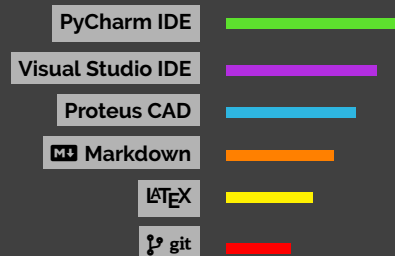 PyCharm IDE
Visual Studio IDE
Proteus CAD
M↓ Markdown
LATEX
git